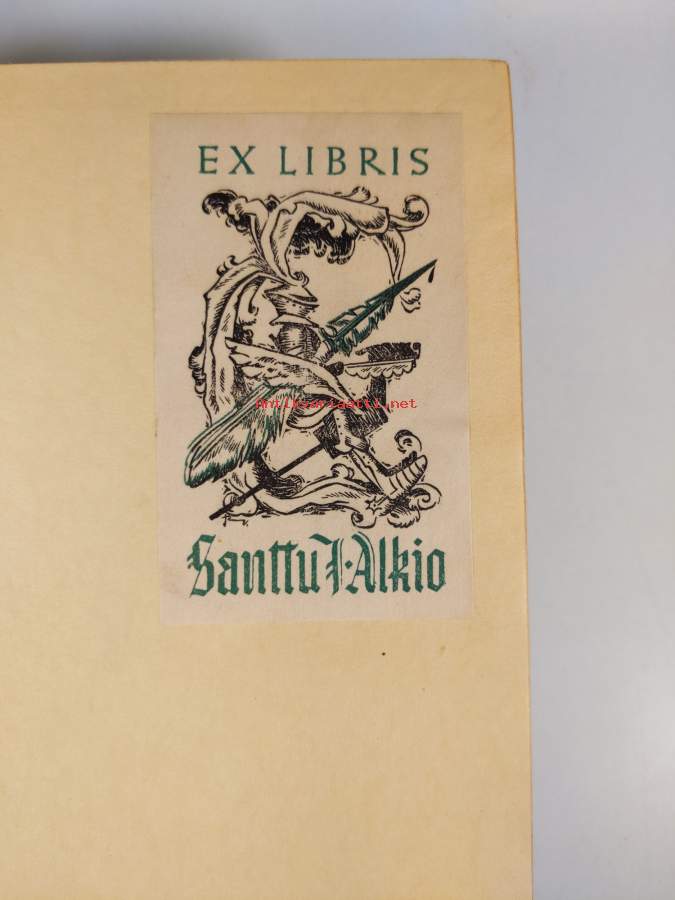 EX LIBRIS
Antikvariaatti.net
Santtu I. Alkio